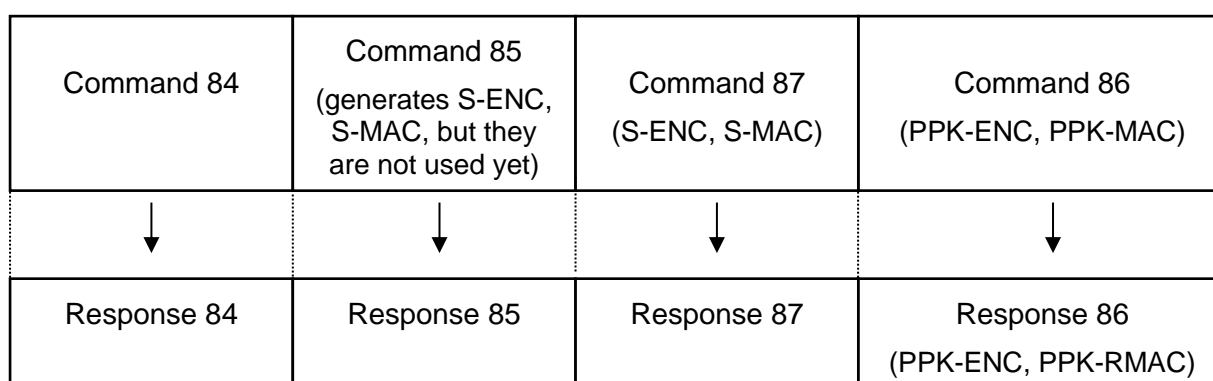 Command 84
Command 85
(generates S-ENC,
S-MAC, but they
are not used yet)
Command 87
(S-ENC, S-MAC)
Command 86
(PPK-ENC, PPK-MAC)
Response 84
Response 85
Response 87
Response 86
(PPK-ENC, PPK-RMAC)